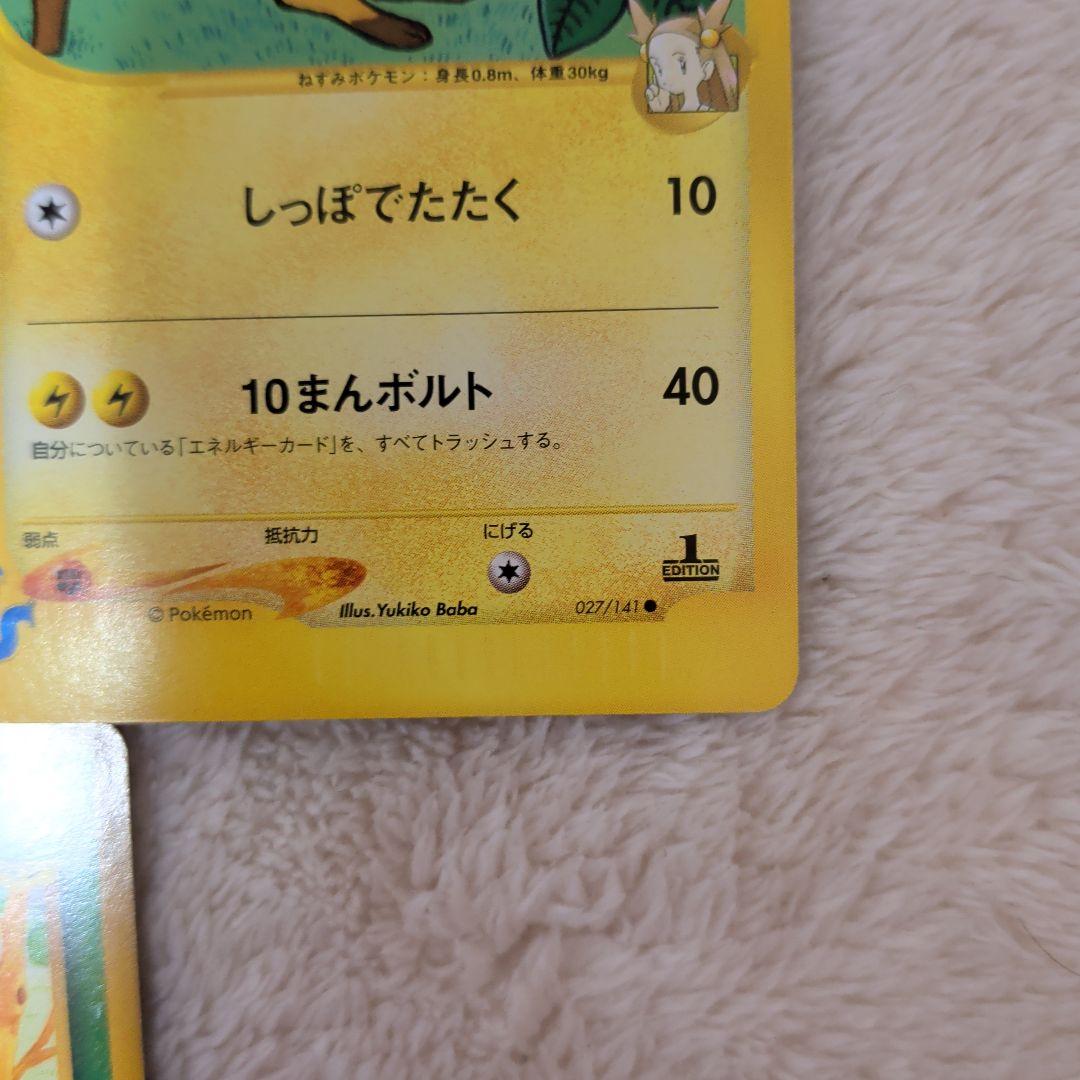 ねずみポケモン：身長0.8m、体重30kg
しっぽでたたく 10
10まんボルト 40
自分についている「エネルギーカード」を、すべてトラッシュする。
弱点 抵抗力 にげる
1 EDITION
© Pokémon Illus.Yukiko Baba 027/141●